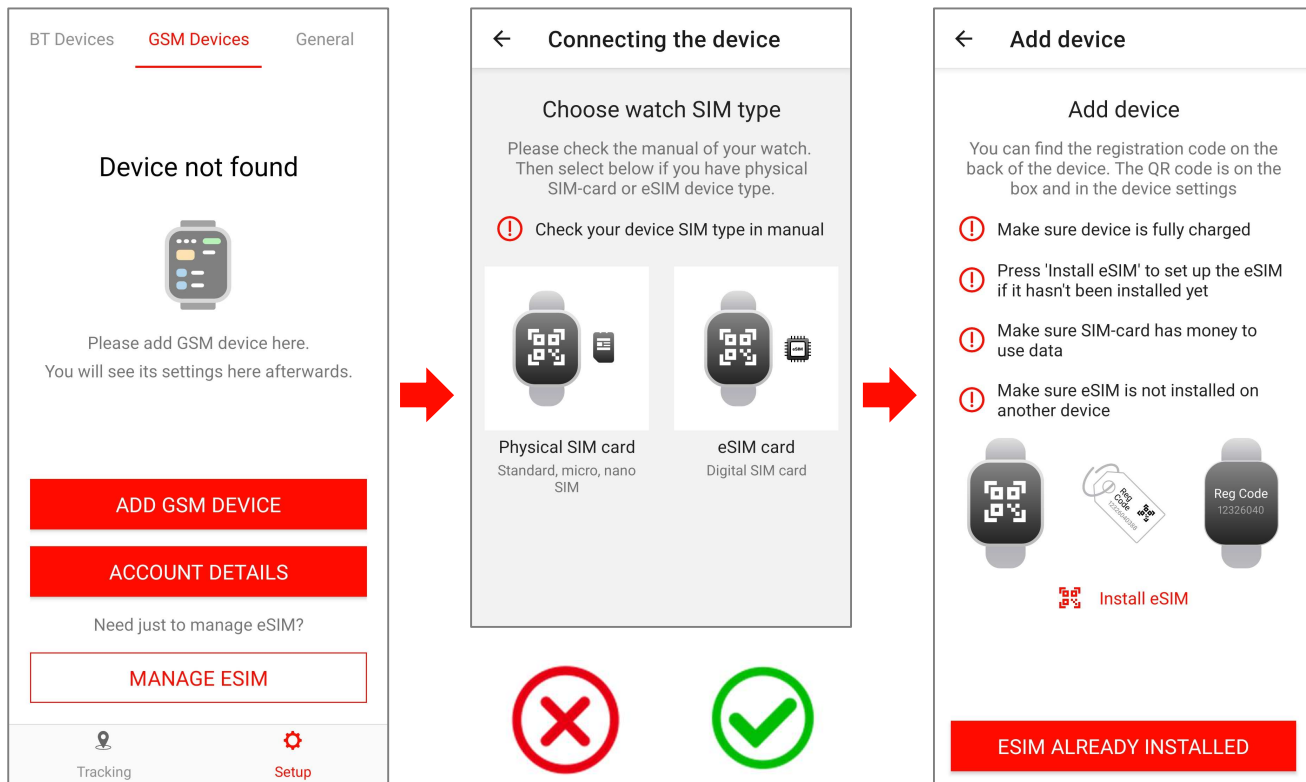 BT Devices GSM Devices General
Device not found
Please add GSM device here.
You will see its settings here afterwards.
ADD GSM DEVICE
ACCOUNT DETAILS
Need just to manage eSIM?
MANAGE ESIM
Tracking Setup
Connecting the device
Choose watch SIM type
Please check the manual of your watch.
Then select below if you have physical
SIM-card or eSIM device type.
Check your device SIM type in manual
eSIM
Physical SIM card
Standard, micro, nano
SIM
eSIM card
Digital SIM card
Add device
Add device
You can find the registration code on the
back of the device. The QR code is on the
box and in the device settings
Make sure device is fully charged
Press 'Install eSIM' to set up the eSIM
if it hasn't been installed yet
Make sure SIM-card has money to
use data
Make sure eSIM is not installed on
another device
Reg
Code
Reg Code
12326040
Install eSIM
ESIM ALREADY INSTALLED